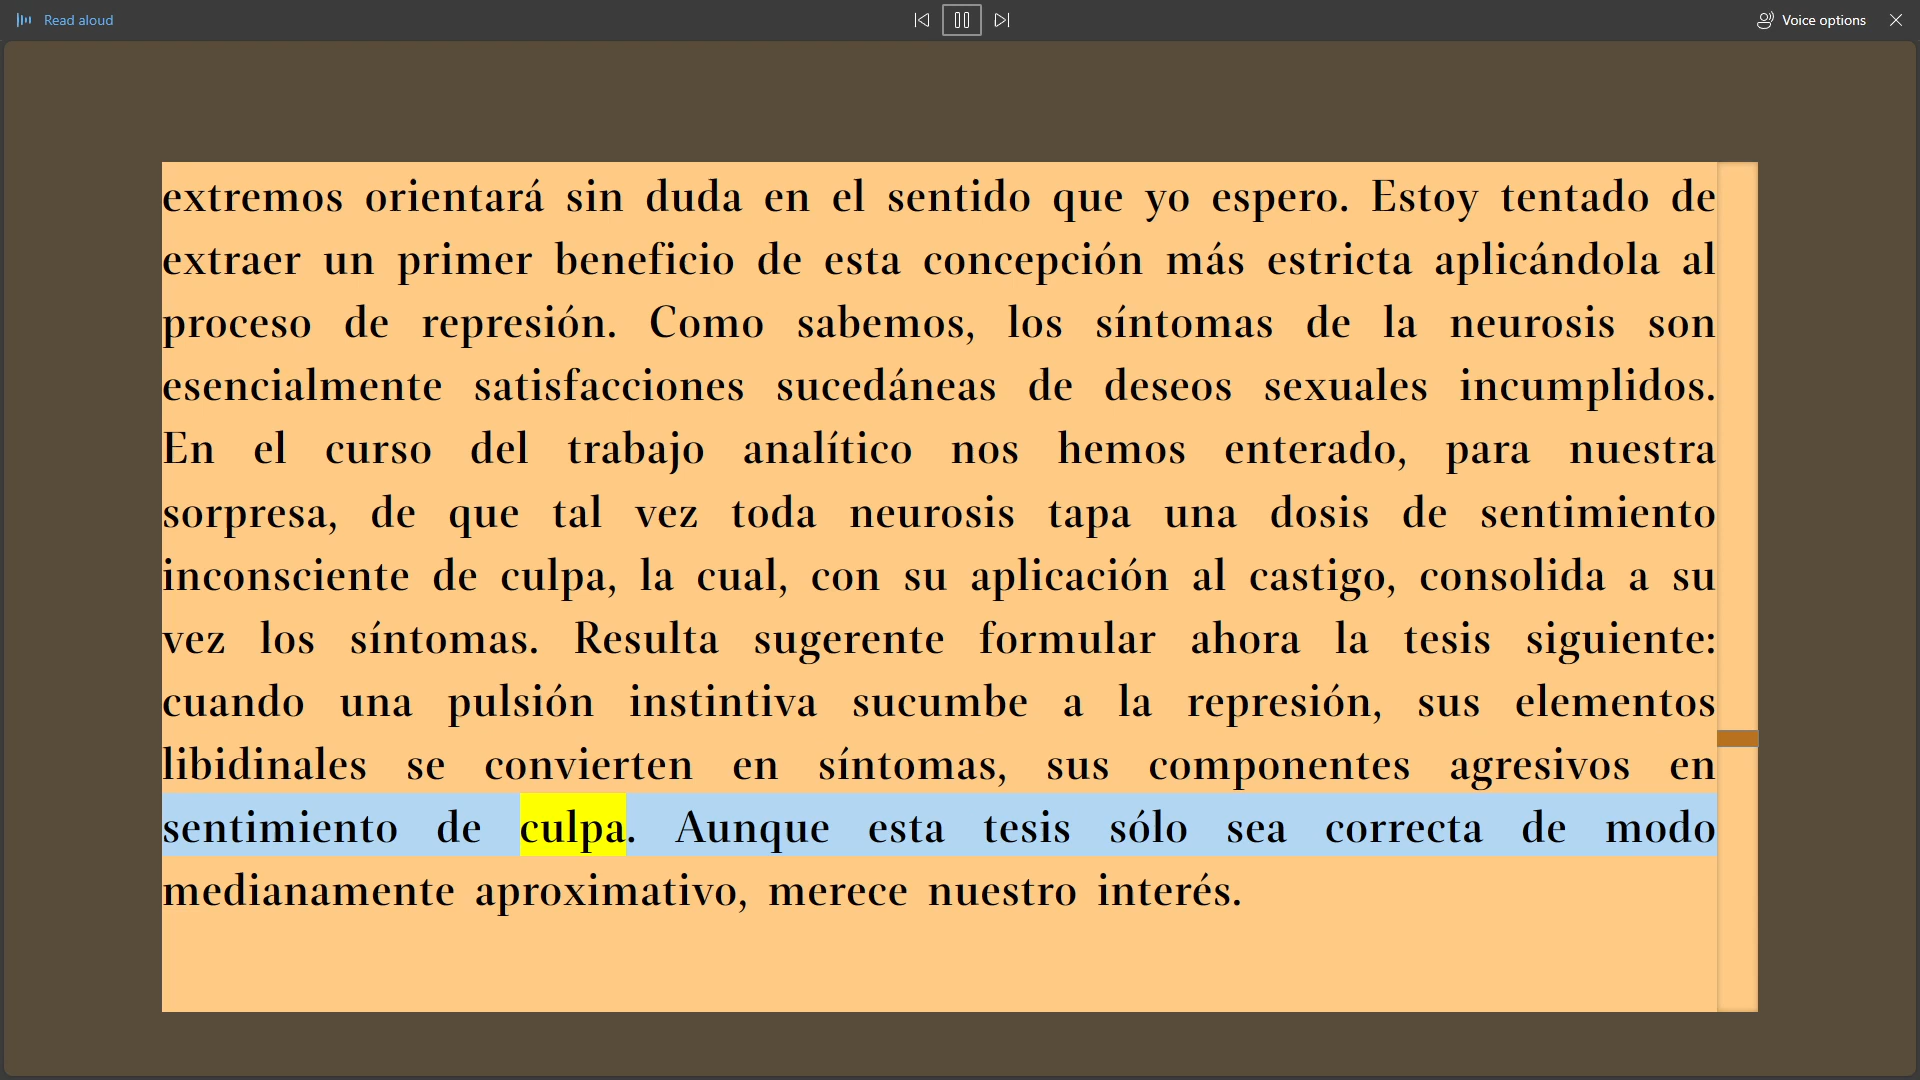 Read aloud
Voice options
extremos orientará sin duda en el sentido que yo espero. Estoy tentado de
extraer un primer beneficio de esta concepción más estricta aplicándola al
proceso de represión. Como sabemos, los síntomas de la neurosis son
esencialmente satisfacciones sucedáneas de deseos sexuales incumplidos.
En el curso del trabajo analítico nos hemos enterado, para nuestra
sorpresa, de que tal vez toda neurosis tapa una dosis de sentimiento
inconsciente de culpa, la cual, con su aplicación al castigo, consolida a su
vez los síntomas. Resulta sugerente formular ahora la tesis siguiente:
cuando una pulsión instintiva sucumbe a la represión, sus elementos
libidinales se convierten en síntomas, sus componentes agresivos en
sentimiento de culpa. Aunque esta tesis sólo sea correcta de modo
medianamente aproximativo, merece nuestro interés.